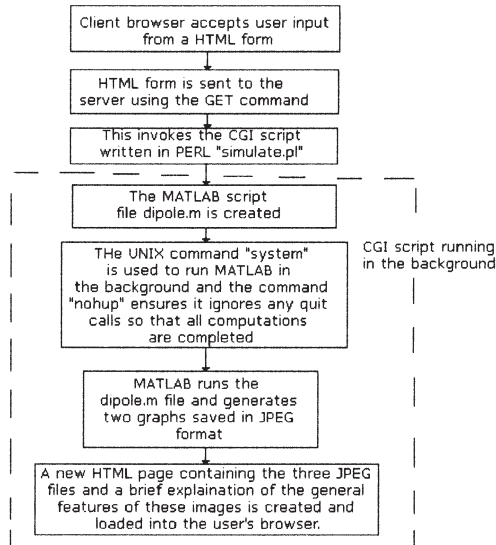 Client browser accepts user input
from a HTML form
HTML form is sent to the
server using the GET command
This invokes the CGI script
written in PERL "simulate.pl"
The MATLAB script
file dipole.m is created
CGI script running
in the background
THe UNIX command "system"
is used to run MATLAB in
the background and the command
"nohup" ensures it ignores any quit
calls so that all computations
are completed
MATLAB runs the
dipole.m file and generates
two graphs saved in JPEG
format
A new HTML page containing the three JPEG
files and a brief explaination of the general
features of these images is created and
loaded into the user's browser.